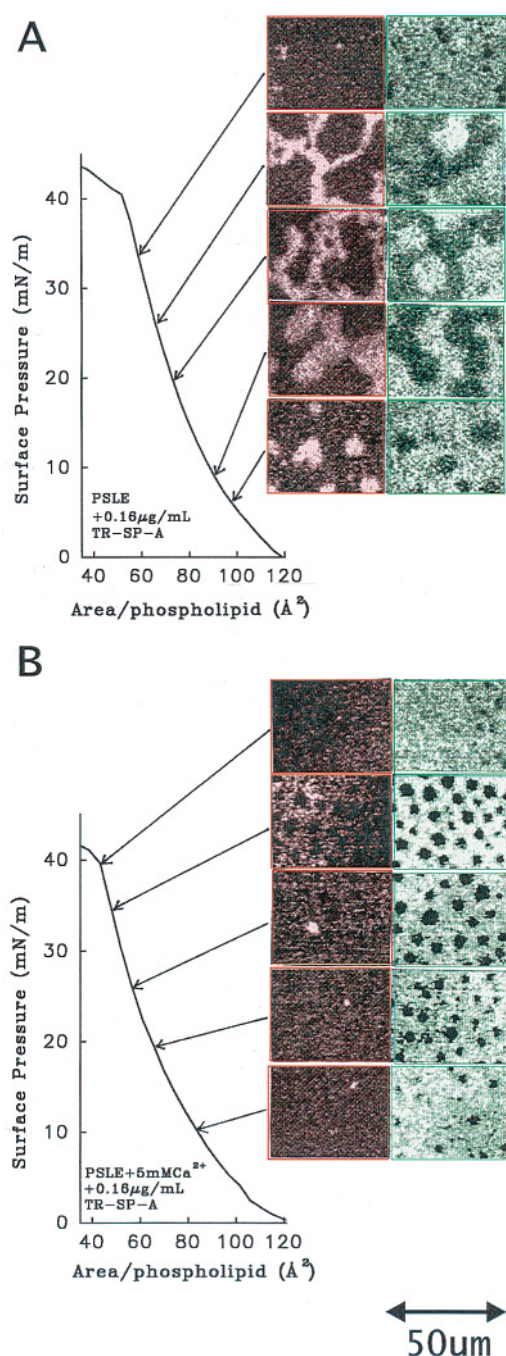 A
Surface Pressure (mN/m)
40
30
20
10
0
PSLE
+0.16μg/mL
TR-SP-A
40 60 80 100 120
Area/phospholipid (Å²)
B
Surface Pressure (mN/m)
40
30
20
10
0
PSLE+5mMCa²⁺
+0.16μg/mL
TR-SP-A
40 60 80 100 120
Area/phospholipid (Å²)
50um